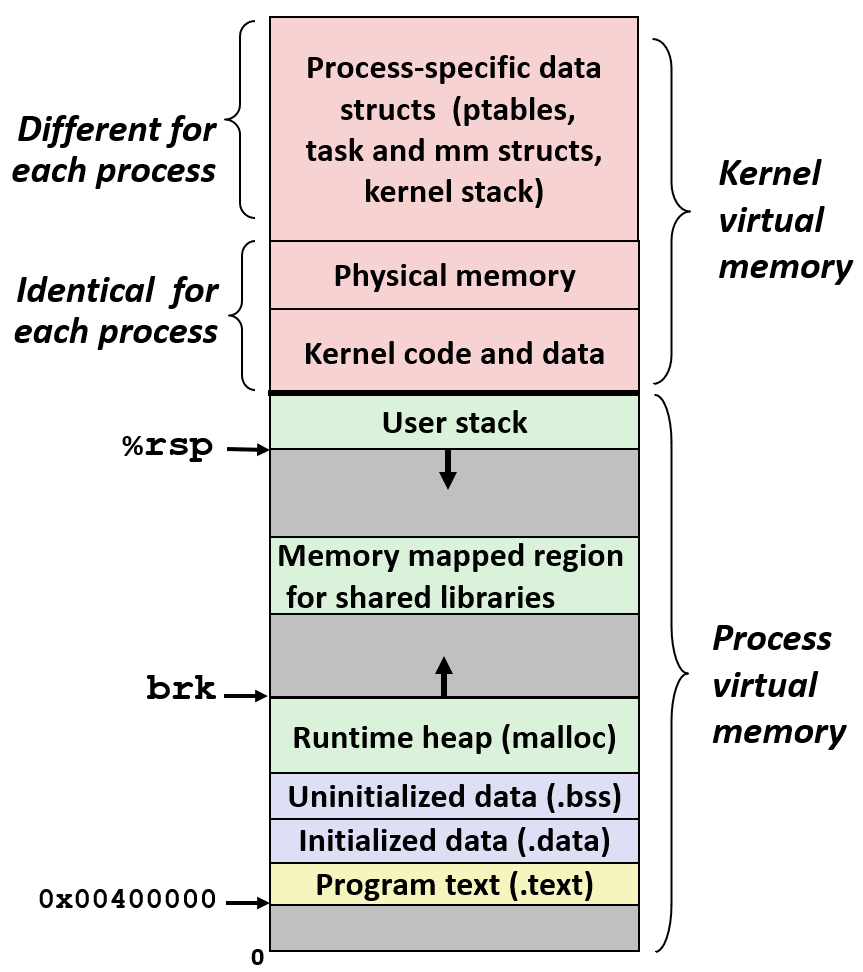 Process-specific data
structs (ptables,
task and mm structs,
kernel stack)
Different for
each process
Kernel
virtual
memory
Physical memory
Identical for
each process
Kernel code and data
User stack
%rsp
Memory mapped region
for shared libraries
Process
virtual
memory
brk
Runtime heap (malloc)
Uninitialized data (.bss)
Initialized data (.data)
Program text (.text)
0x00400000
0